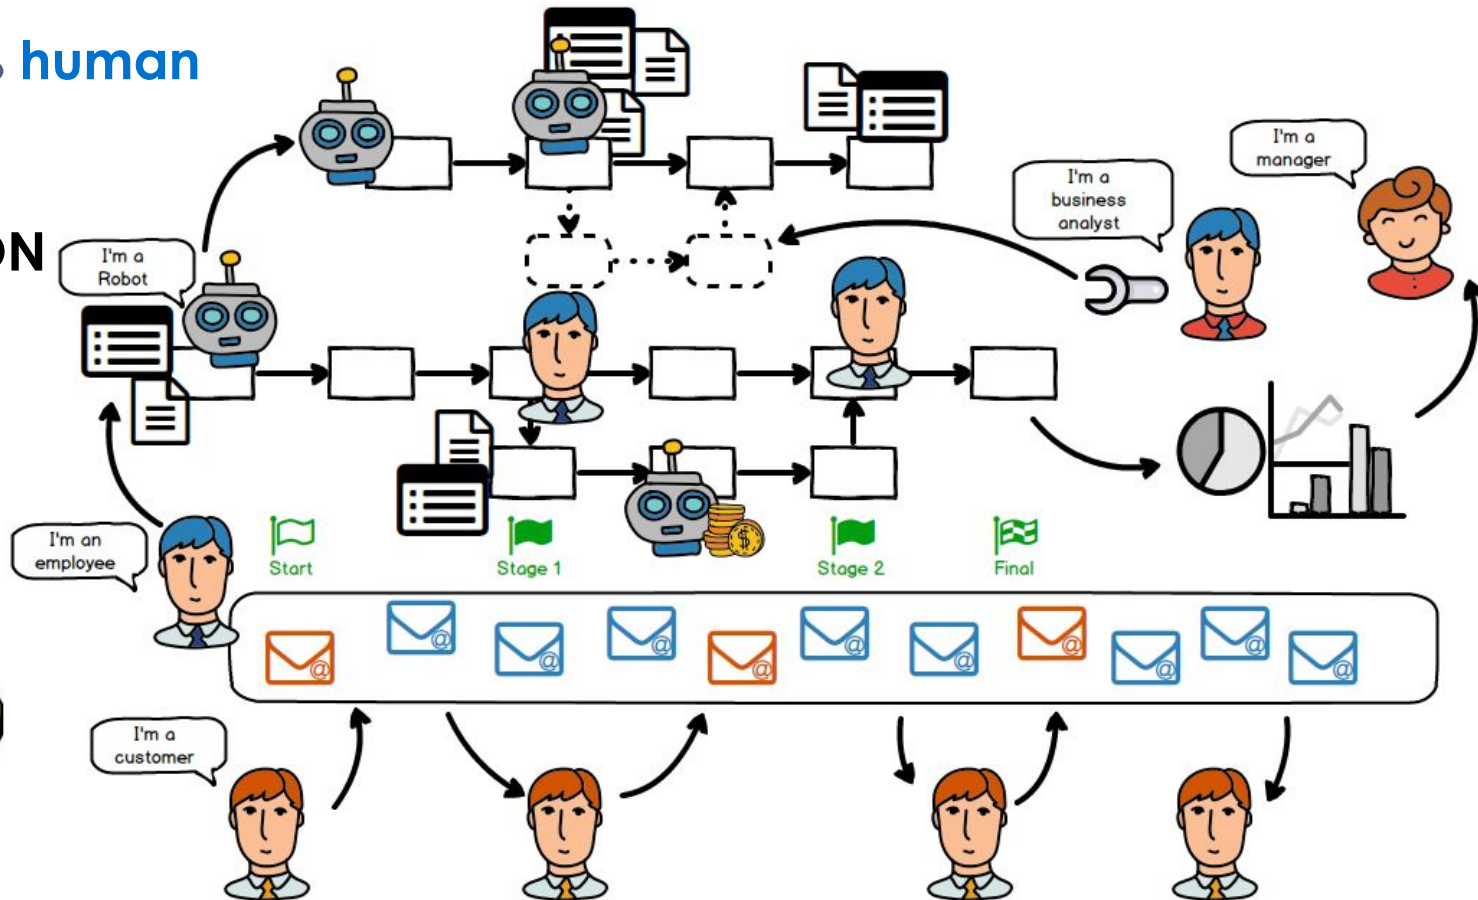 human
I'm a
manager
I'm a
business
analyst
ON
I'm a
Robot
I'm an
employee
Start
Stage 1
Stage 2
Final
@
@
@
@
@
@
@
@
@
@
@
$
I'm a
customer